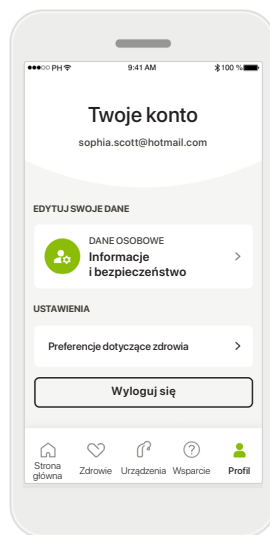 ●●●○○ PH 9:41 AM 100 %
Twoje konto
sophia.scott@hotmail.com
EDYTUJ SWOJE DANE
DANE OSOBOWE
Informacje
i bezpieczeństwo
USTAWIENIA
Preferencje dotyczące zdrowia
Wyloguj się
Strona
główna
Zdrowie
Urządzenia
Wsparcie
Profil